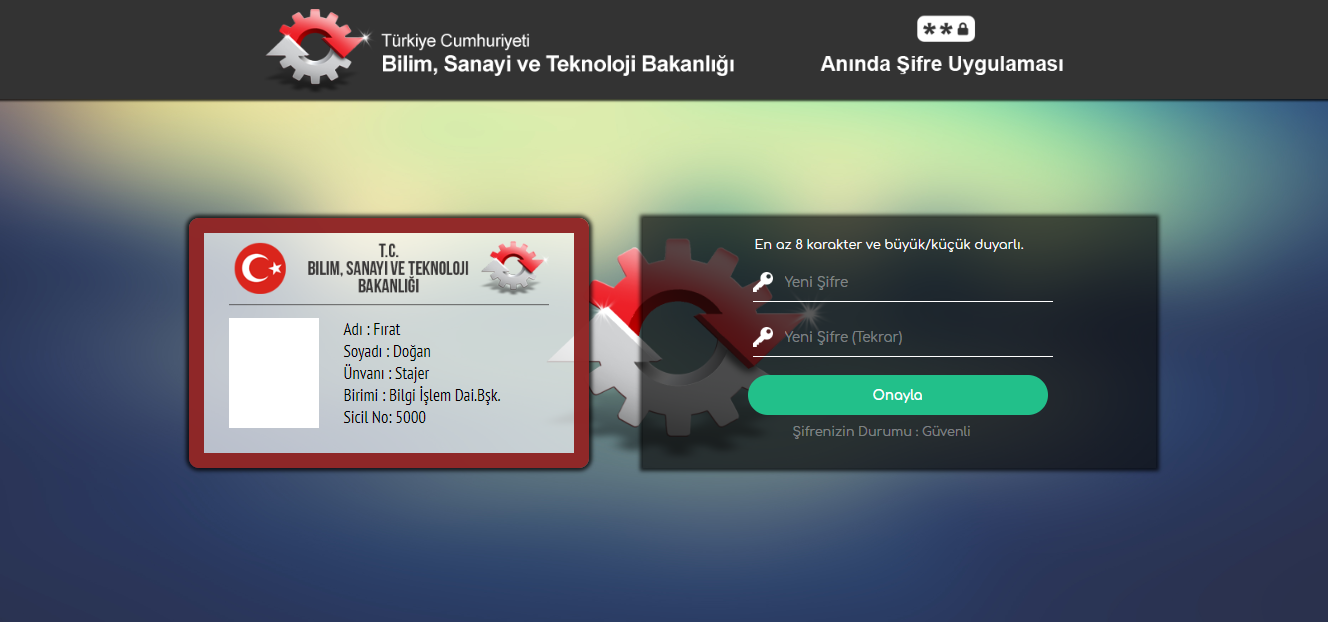 Türkiye Cumhuriyeti
Bilim, Sanayi ve Teknoloji Bakanlığı
**
Anında Şifre Uygulaması
T.C.
BILIM, SANAYI VE TEKNOLOJI
BAKANLIĞI
Adı : Fırat
Soyadı : Doğan
Ünvanı : Stajer
Birimi : Bilgi İşlem Dai.Bşk.
Sicil No: 5000
En az 8 karakter ve büyük/küçük duyarlı.
Yeni Şifre
Yeni Şifre (Tekrar)
Onayla
Şifrenizin Durumu : Güvenli